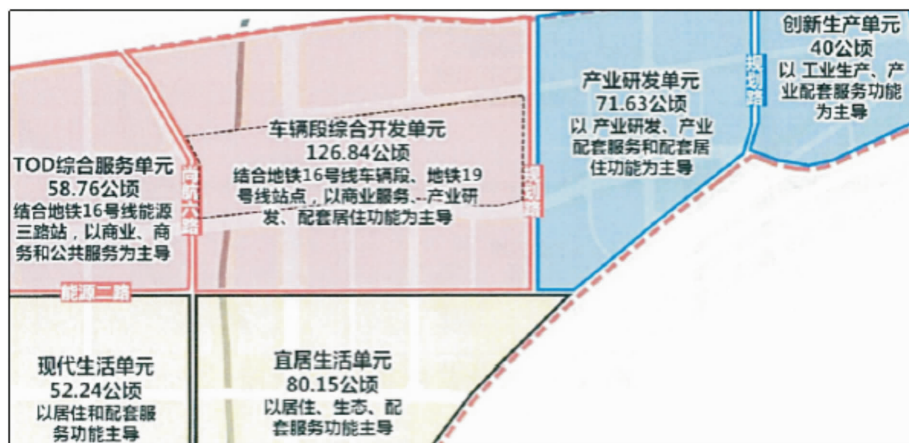 创新生产单元
40公顷
以 工业生产、产
业配套服务功能
为主导
规划路
产业研发单元
71.63公顷
以 产业研发、产业
配套服务和配套居
住功能为主导
车辆段综合开发单元
126.84公顷
结合地铁16号线车辆段、地铁19
号线站点，以商业服务、产业研
发、配套居住功能为主导
规划路
TOD综合服务单元
58.76公顷
结合地铁16号线能源
三路站，以商业、商
务和公共服务为主导
尚航六路
能源二路
现代生活单元
52.24公顷
以居住和配套服
务功能主导
宜居生活单元
80.15公顷
以居住、生态、配
套服务功能主导